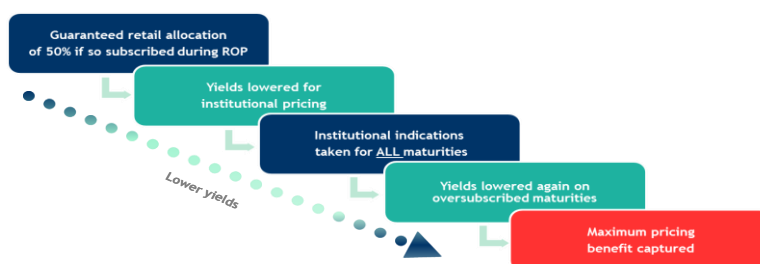 Guaranteed retail allocation
of 50% if so subscribed during ROP
Yields lowered for
institutional pricing
Institutional indications
taken for ALL maturities
Lower yields
Yields lowered again on
oversubscribed maturities
Maximum pricing
benefit captured